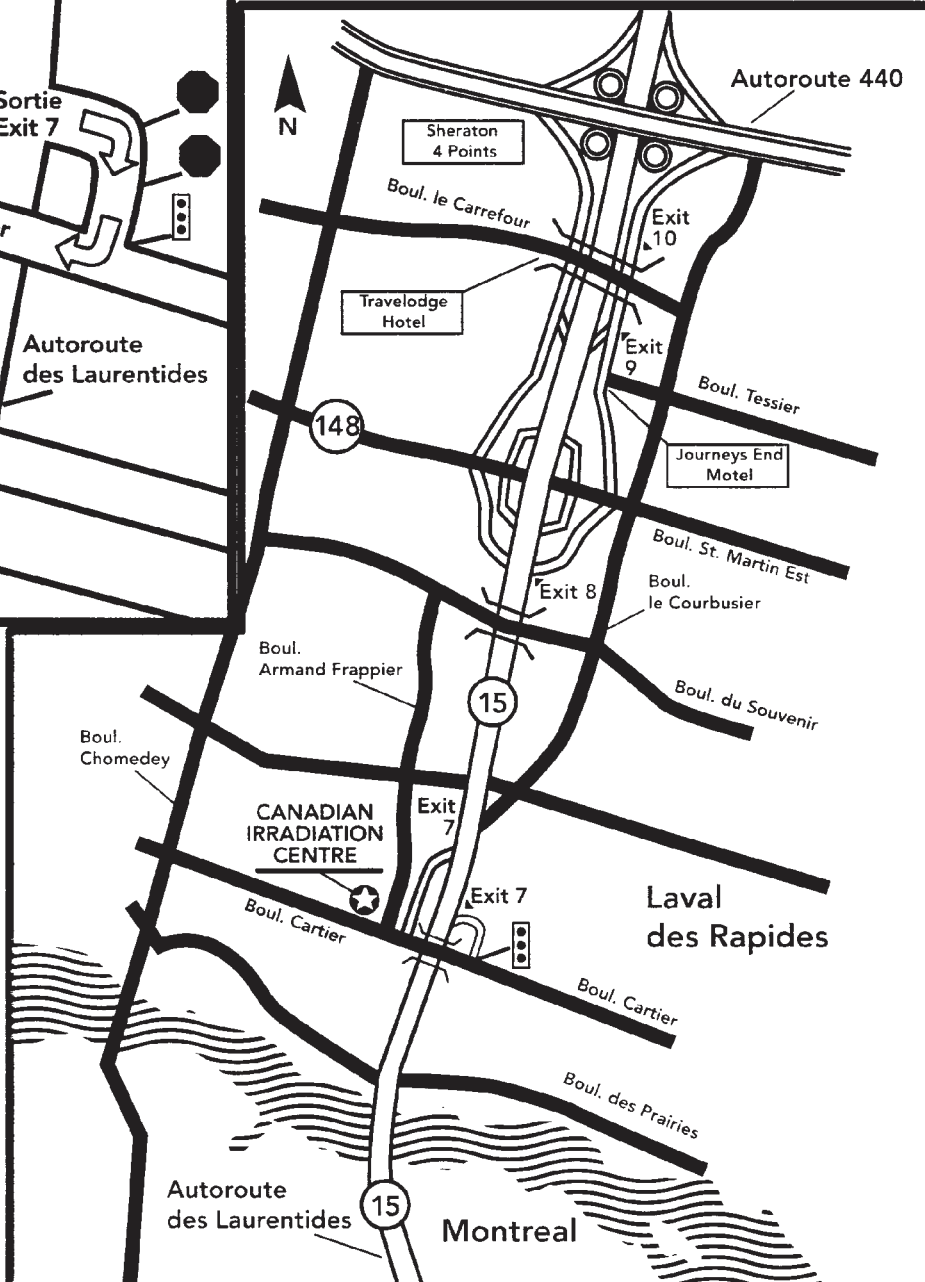 Sortie
Exit 7
r
Autoroute
des Laurentides
N
Autoroute 440
Sheraton
4 Points
Boul. le Carrefour
Exit
10
Travelodge
Hotel
Exit
9
Boul. Tessier
148
Journeys End
Motel
Boul. St. Martin Est
Exit 8
Boul.
le Courbusier
Boul.
Armand Frappier
15
Boul. du Souvenir
Boul.
Chomedey
Exit
7
CANADIAN
IRRADIATION
CENTRE
Exit 7
Laval
des Rapides
Boul. Cartier
Boul. Cartier
Boul. des Prairies
Autoroute
des Laurentides
15
Montreal